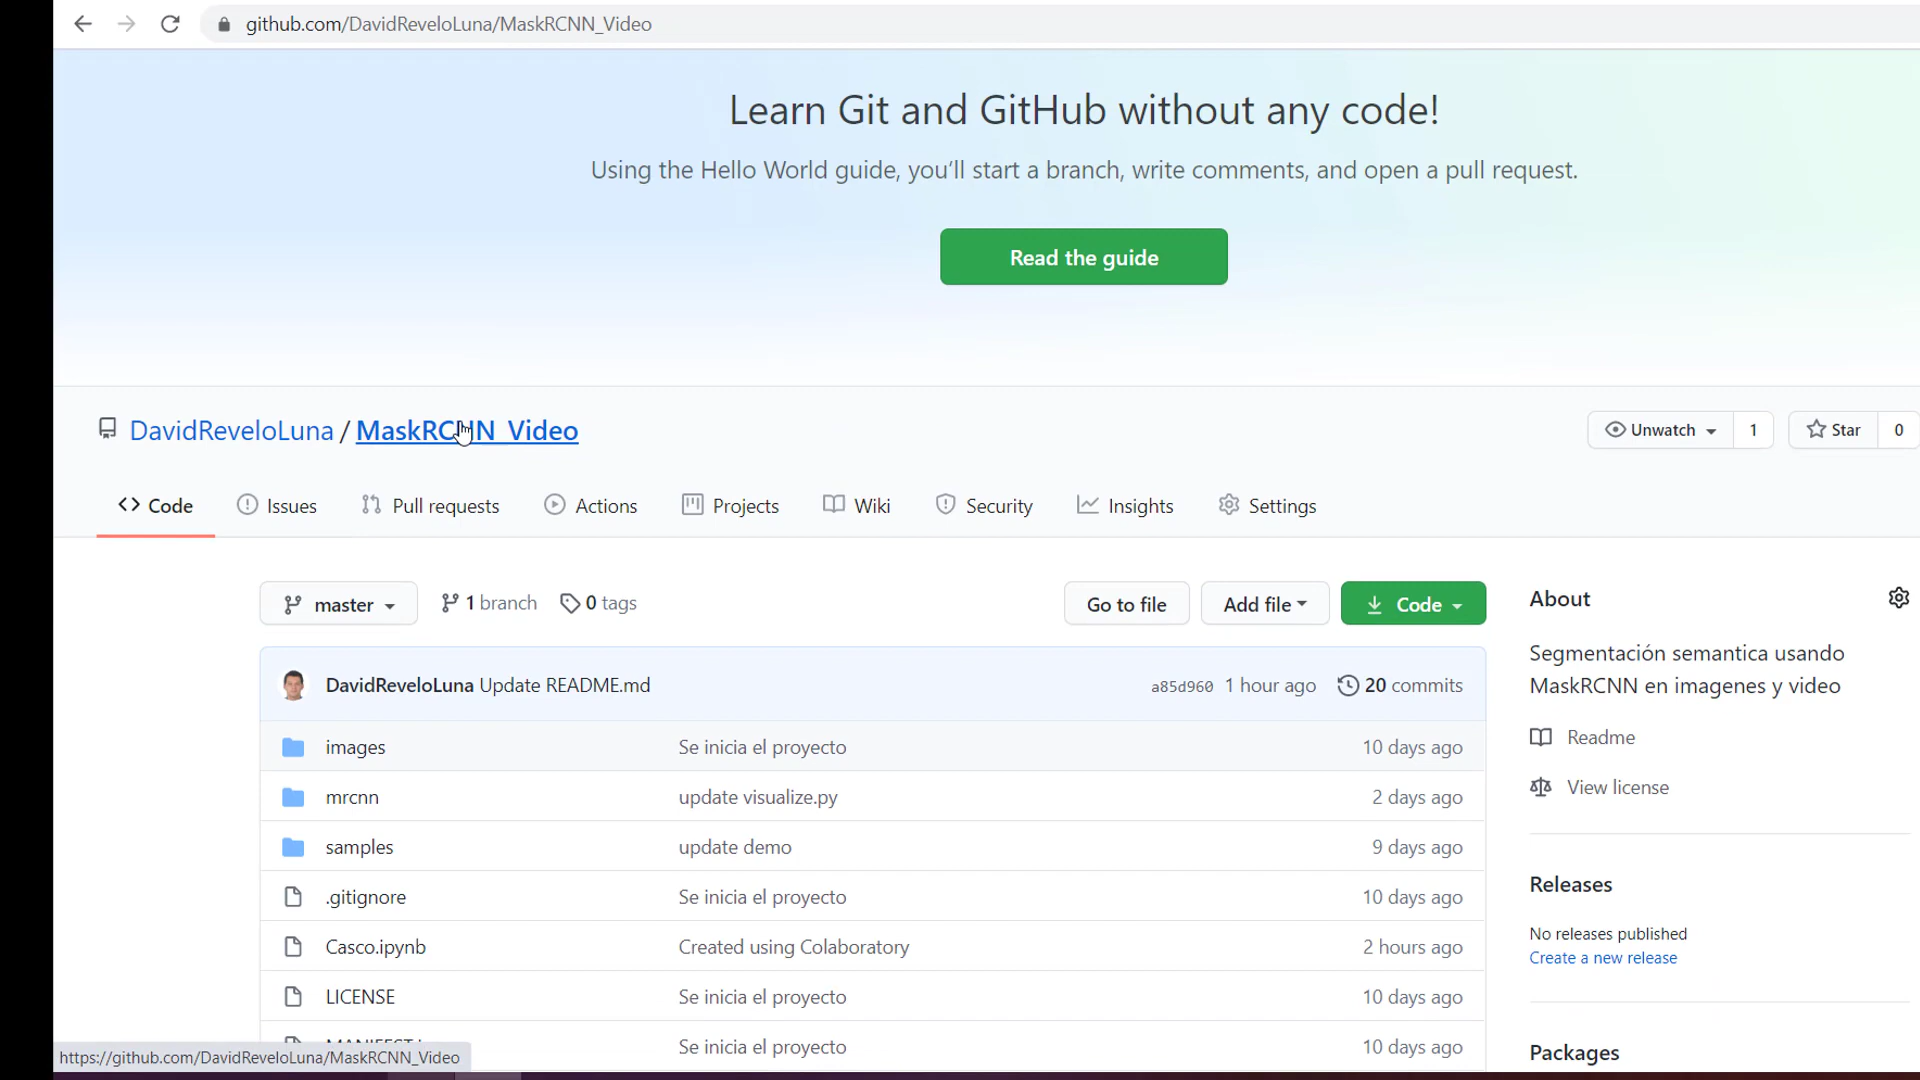 github.com/DavidReveloLuna/MaskRCNN_Video
Learn Git and GitHub without any code!
Using the Hello World guide, you’ll start a branch, write comments, and open a pull request.
Read the guide
DavidReveloLuna / MaskRCNN_Video
Unwatch 1 Star 0
Code Issues Pull requests Actions Projects Wiki Security Insights Settings
master 1 branch 0 tags Go to file Add file Code
About
Segmentación semantica usando
MaskRCNN en imagenes y video
Readme
View license
Releases
No releases published
Create a new release
Packages
DavidReveloLuna Update README.md a85d960 1 hour ago 20 commits
images Se inicia el proyecto 10 days ago
mrcnn update visualize.py 2 days ago
samples update demo 9 days ago
.gitignore Se inicia el proyecto 10 days ago
Casco.ipynb Created using Colaboratory 2 hours ago
LICENSE Se inicia el proyecto 10 days ago
Se inicia el proyecto 10 days ago
https://github.com/DavidReveloLuna/MaskRCNN_Video